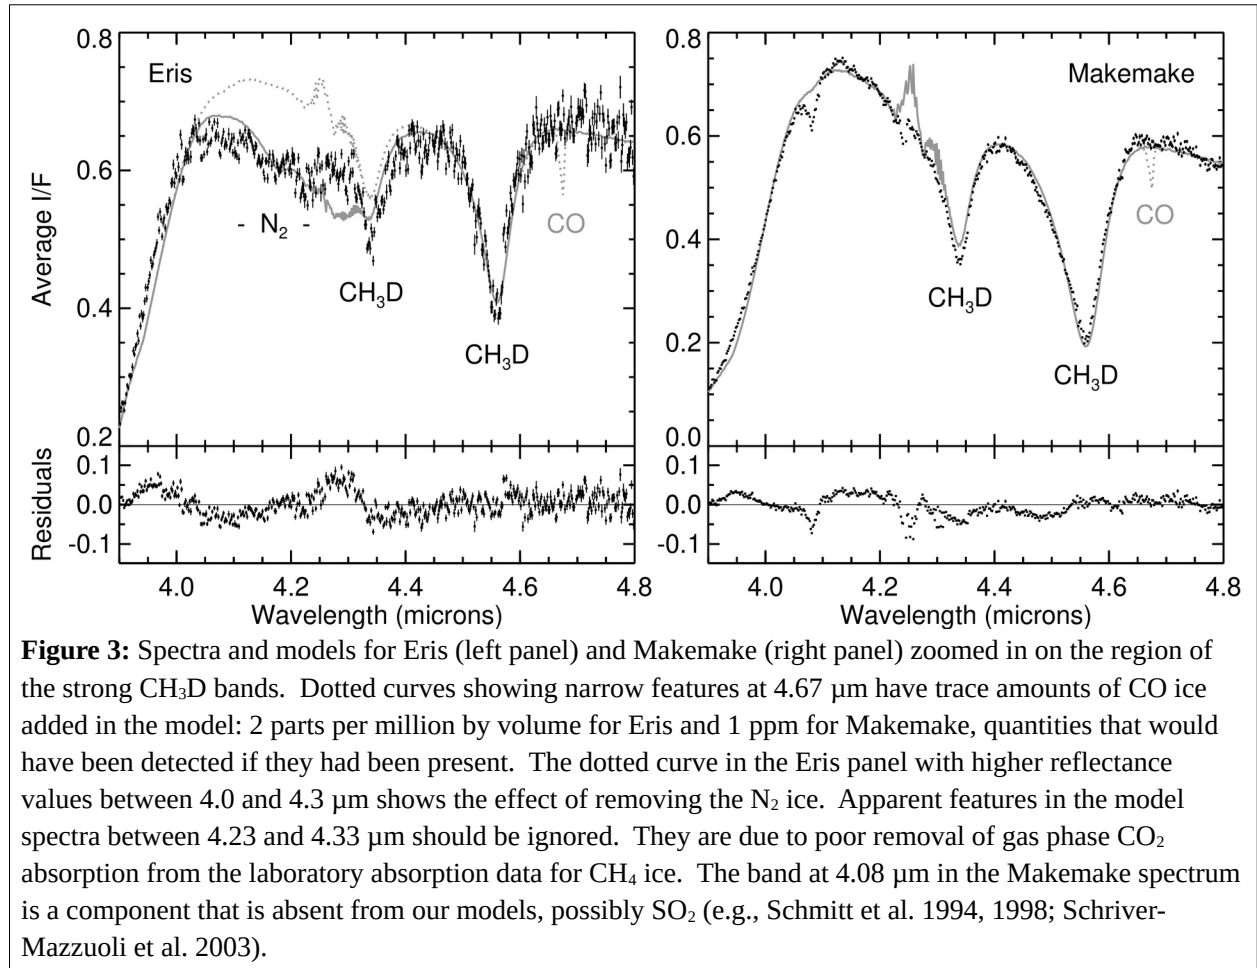 0.8
Eris
0.6
0.4
0.2
Average I/F
- N₂ -
CH₃D
CH₃D
CO
0.1
0.0
-0.1
Residuals
4.0 4.2 4.4 4.6 4.8
Wavelength (microns)
0.8
Makemake
0.6
0.4
0.2
0.0
CH₃D
CH₃D
CO
0.1
0.0
-0.1
4.0 4.2 4.4 4.6 4.8
Wavelength (microns)
Figure 3: Spectra and models for Eris (left panel) and Makemake (right panel) zoomed in on the region of
the strong CH₃D bands. Dotted curves showing narrow features at 4.67 µm have trace amounts of CO ice
added in the model: 2 parts per million by volume for Eris and 1 ppm for Makemake, quantities that would
have been detected if they had been present. The dotted curve in the Eris panel with higher reflectance
values between 4.0 and 4.3 µm shows the effect of removing the N₂ ice. Apparent features in the model
spectra between 4.23 and 4.33 µm should be ignored. They are due to poor removal of gas phase CO₂
absorption from the laboratory absorption data for CH₄ ice. The band at 4.08 µm in the Makemake spectrum
is a component that is absent from our models, possibly SO₂ (e.g., Schmitt et al. 1994, 1998; Schriver-
Mazzuoli et al. 2003).